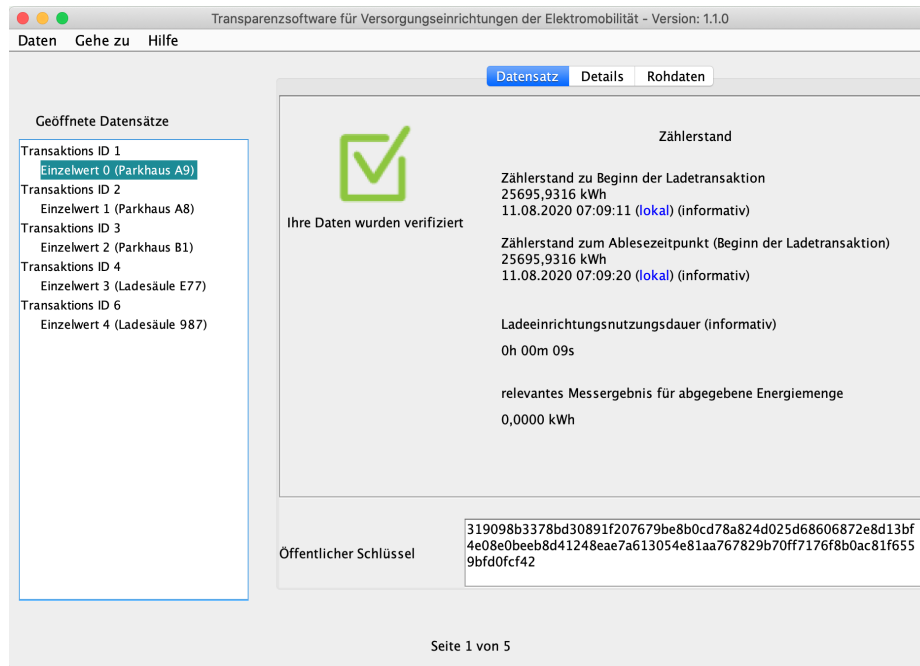 Transparenzsoftware für Versorgungseinrichtungen der Elektromobilität - Version: 1.1.0
Daten Gehe zu Hilfe
Datensatz Details Rohdaten
Geöffnete Datensätze
Transaktions ID 1
Einzelwert 0 (Parkhaus A9)
Transaktions ID 2
Einzelwert 1 (Parkhaus A8)
Transaktions ID 3
Einzelwert 2 (Parkhaus B1)
Transaktions ID 4
Einzelwert 3 (Ladesäule E77)
Transaktions ID 6
Einzelwert 4 (Ladesäule 987)
Ihre Daten wurden verifiziert
Zählerstand
Zählerstand zu Beginn der Ladetransaktion
25695,9316 kWh
11.08.2020 07:09:11 (lokal) (informativ)
Zählerstand zum Ablesezeitpunkt (Beginn der Ladetransaktion)
25695,9316 kWh
11.08.2020 07:09:20 (lokal) (informativ)
Ladeeinrichtungsnutzungsdauer (informativ)
0h 00m 09s
relevantes Messergebnis für abgegebene Energiemenge
0,0000 kWh
Öffentlicher Schlüssel
319098b3378bd30891f207679be8b0cd78a824d025d68606872e8d13bf
4e08e0beeb8d41248eae7a613054e81aa767829b70ff7176f8b0ac81f655
9bfd0fcf42
Seite 1 von 5